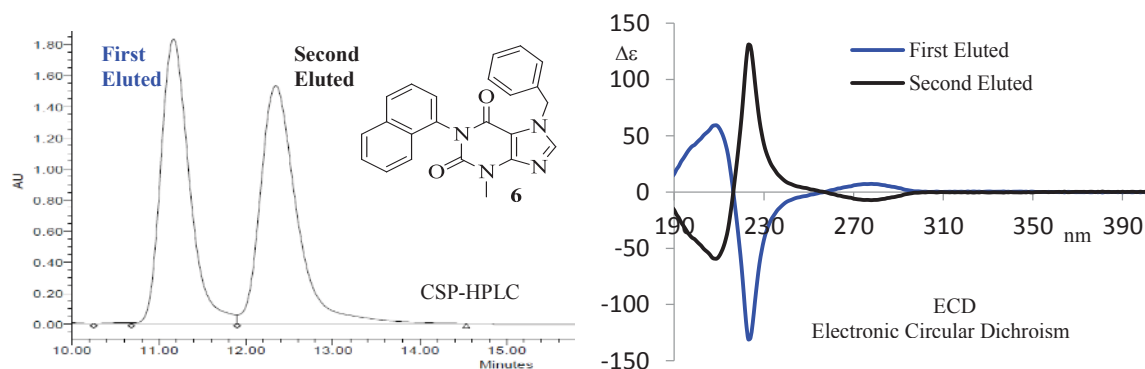 1.80
1.60
1.40
1.20
1.00
0.80
0.60
0.40
0.20
0.00
AU
First
Eluted
Second
Eluted
O
N
N
O
N
N
6
CSP-HPLC
10.00 11.00 12.00 13.00 14.00 15.00
Minutes
150
Δε
100
50
0
-50
-100
-150
First Eluted
Second Eluted
190 230 270 310 350 390
nm
ECD
Electronic Circular Dichroism